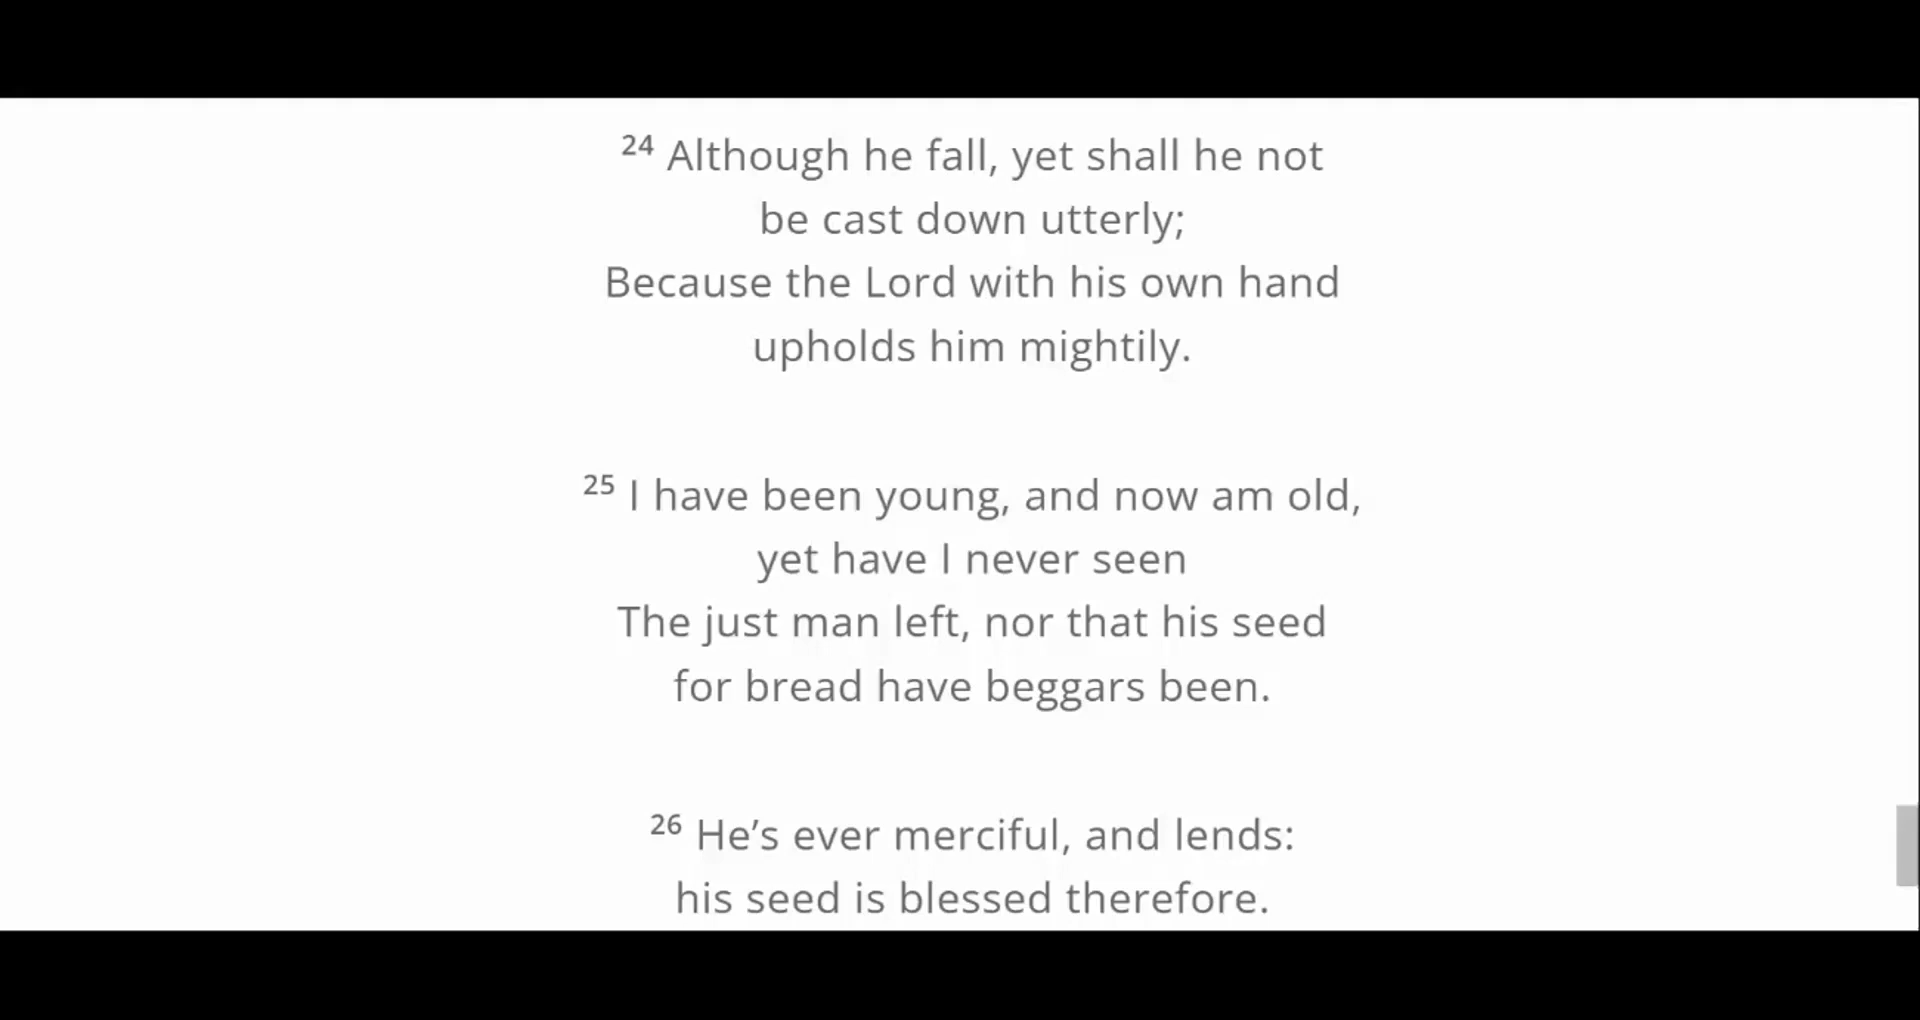 24 Although he fall, yet shall he not
be cast down utterly;
Because the Lord with his own hand
upholds him mightily.
25 I have been young, and now am old,
yet have I never seen
The just man left, nor that his seed
for bread have beggars been.
26 He’s ever merciful, and lends:
his seed is blessed therefore.